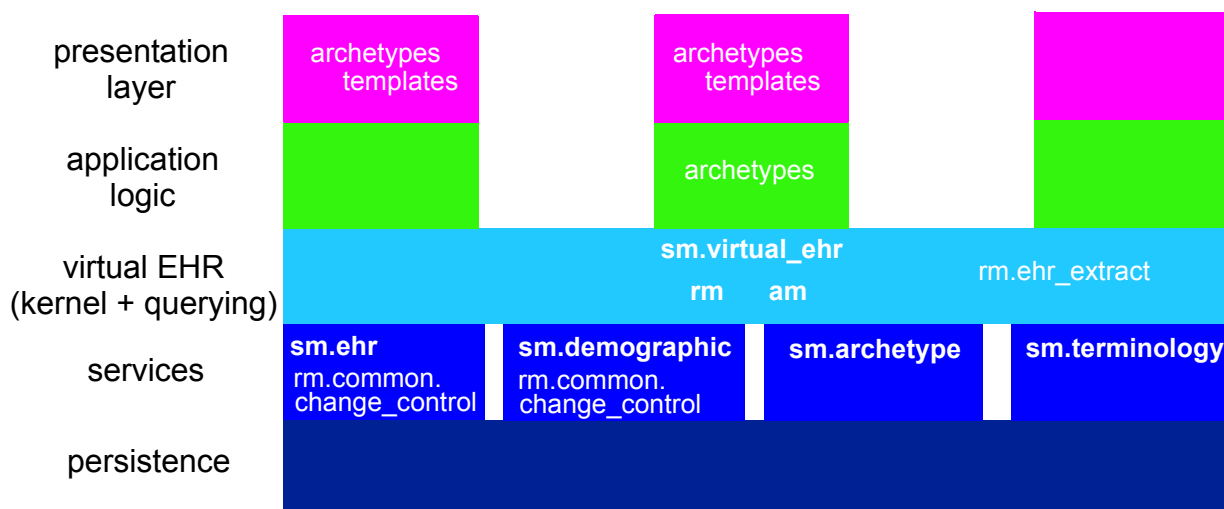 presentation
layer
archetypes
templates
archetypes
templates
application
logic
archetypes
virtual EHR
(kernel + querying)
sm.virtual_ehr
rm am
rm.ehr_extract
services
sm.ehr
rm.common.
change_control
sm.demographic
rm.common.
change_control
sm.archetype
sm.terminology
persistence